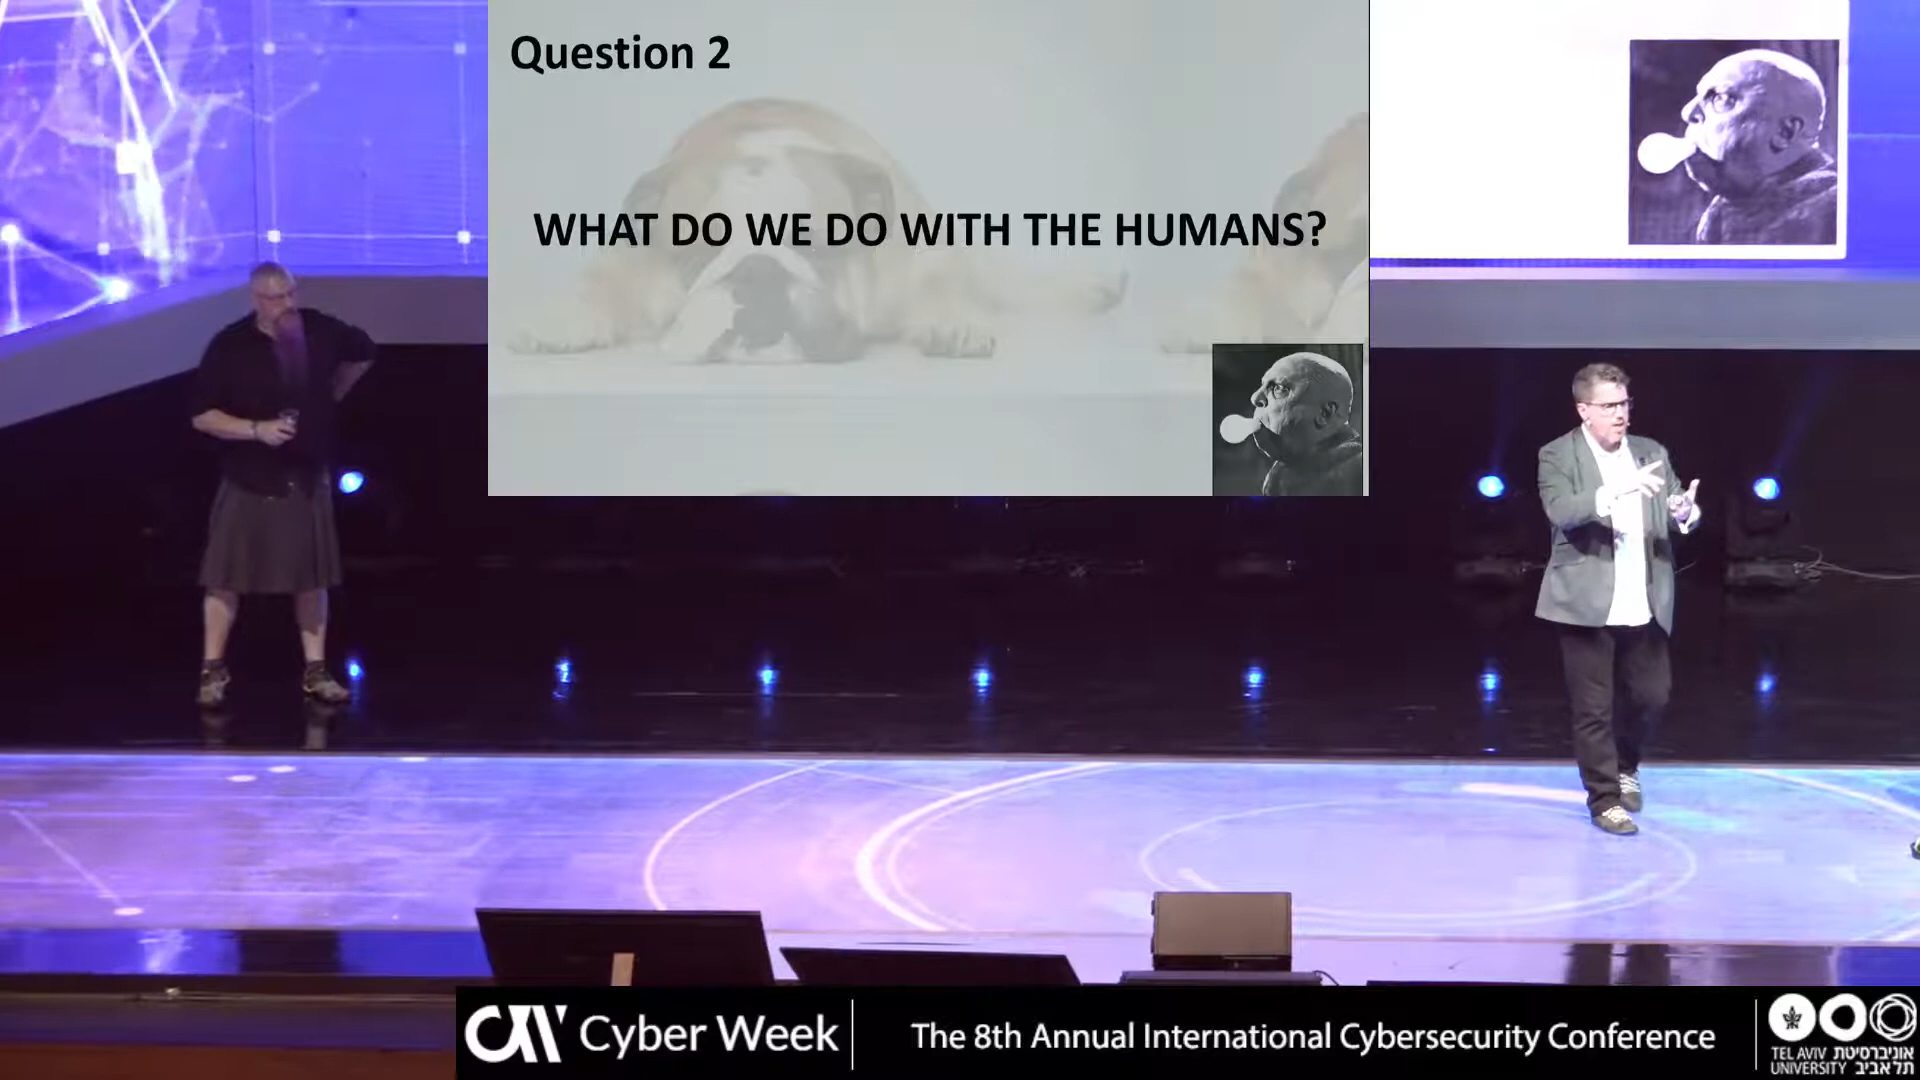 Question 2
WHAT DO WE DO WITH THE HUMANS?
Cyber Week
The 8th Annual International Cybersecurity Conference
TEL AVIV אוניברסיטת
UNIVERSITY תל אביב